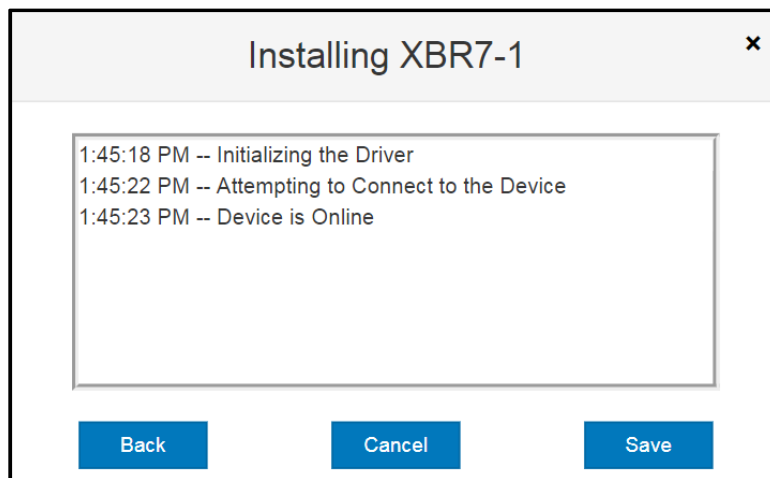 Installing XBR7-1
×
1:45:18 PM -- Initializing the Driver
1:45:22 PM -- Attempting to Connect to the Device
1:45:23 PM -- Device is Online
Back Cancel Save